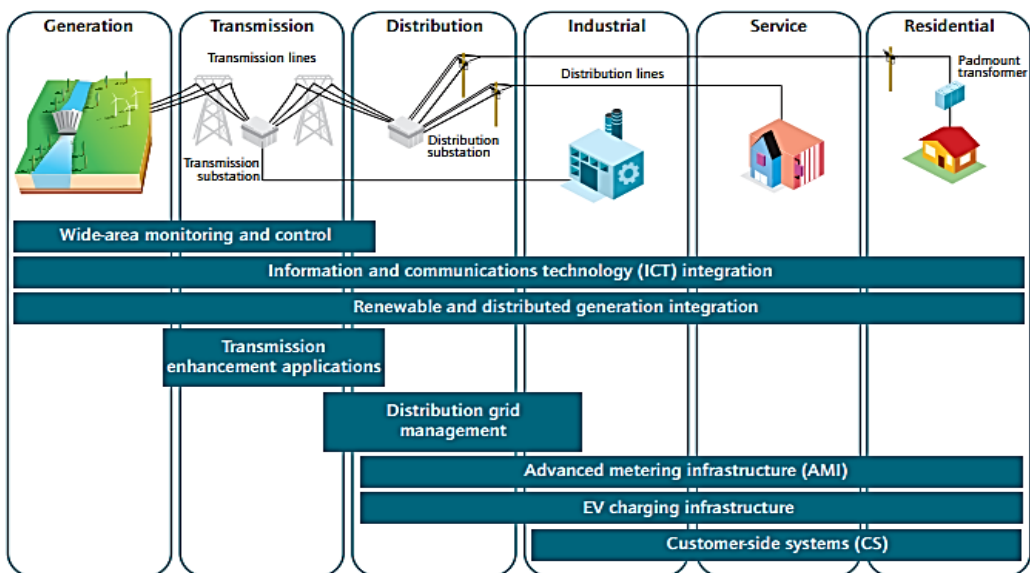 Generation
Transmission
Distribution
Industrial
Service
Residential
Transmission lines
Distribution lines
Padmount
transformer
Distribution
substation
Transmission
substation
Wide-area monitoring and control
Information and communications technology (ICT) integration
Renewable and distributed generation integration
Transmission
enhancement applications
Distribution grid
management
Advanced metering infrastructure (AMI)
EV charging infrastructure
Customer-side systems (CS)